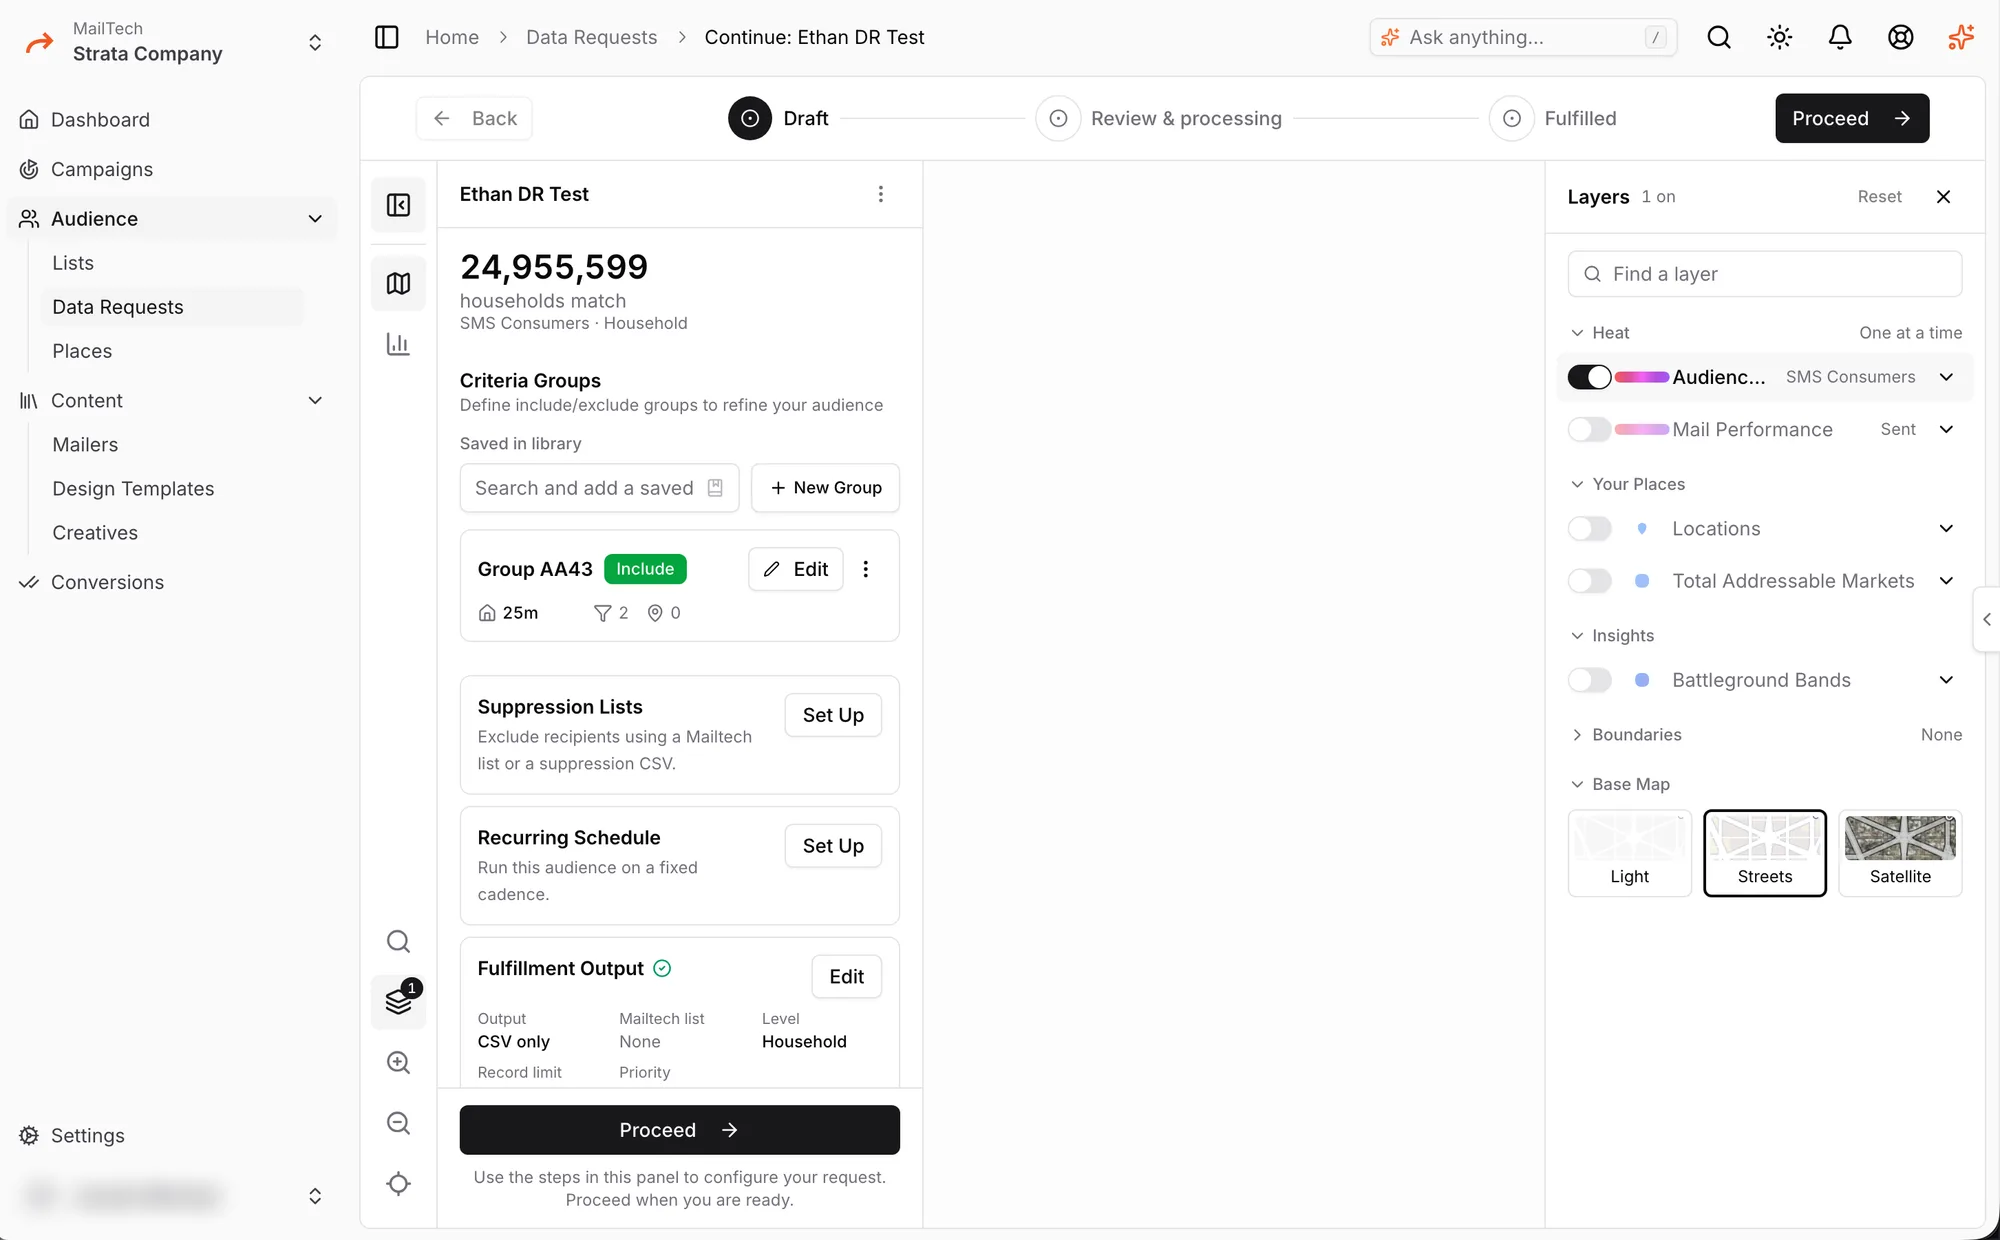 MailTech
Strata Company
Home
Data Requests
Continue: Ethan DR Test
Ask anything...
/
Dashboard
Campaigns
Audience
Lists
Data Requests
Places
Content
Mailers
Design Templates
Creatives
Conversions
Settings
Back
Draft
Review & processing
Fulfilled
Proceed
Ethan DR Test
24,955,599
households match
SMS Consumers · Household
Criteria Groups
Define include/exclude groups to refine your audience
Saved in library
Search and add a saved
New Group
Group AA43
Include
Edit
25m
2
0
Suppression Lists
Exclude recipients using a Mailtech
list or a suppression CSV.
Set Up
Recurring Schedule
Run this audience on a fixed
cadence.
Set Up
Fulfillment Output
Edit
Output
Mailtech list
Level
CSV only
None
Household
Record limit
Priority
Proceed
Use the steps in this panel to configure your request.
Proceed when you are ready.
1
Layers
1 on
Reset
Find a layer
Heat
One at a time
Audienc...
SMS Consumers
Mail Performance
Sent
Your Places
Locations
Total Addressable Markets
Insights
Battleground Bands
Boundaries
None
Base Map
Light
Streets
Satellite